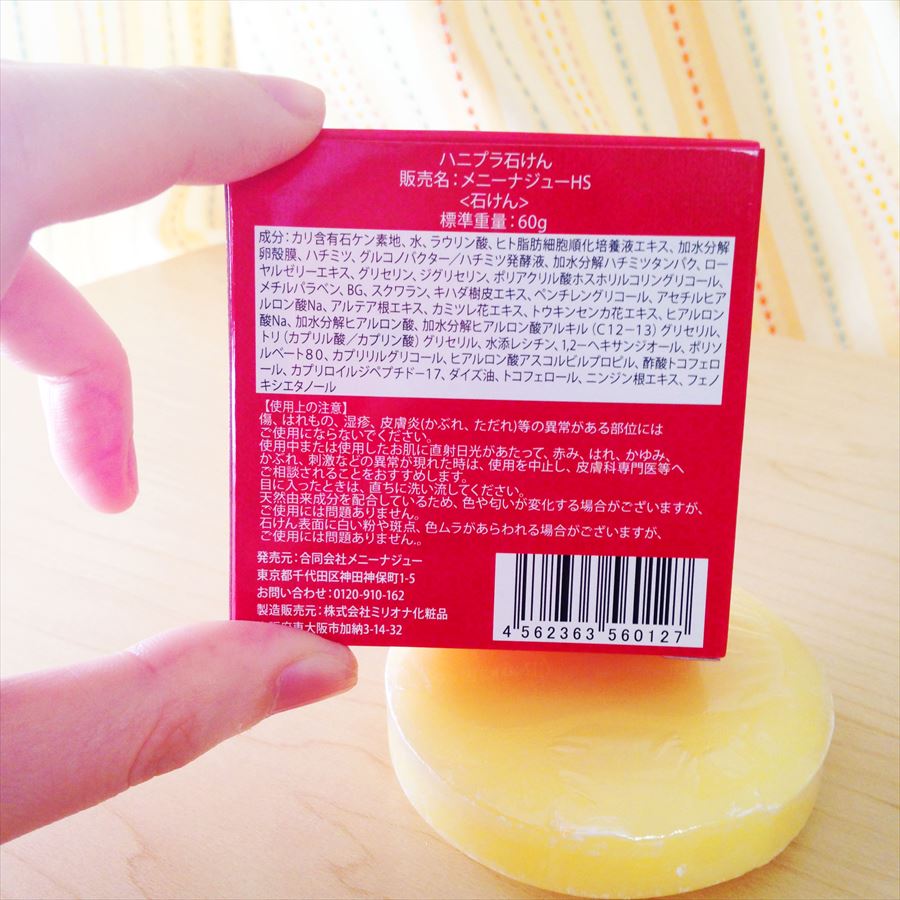 ハニプラ石けん
販売名：メニーナジューHS
<石けん>
標準重量：60g
成分：カリ含有石ケン素地、水、ラウリン酸、ヒト脂肪細胞順化培養液エキス、加水分解
卵殻膜、ハチミツ、グルコノバクター／ハチミツ発酵液、加水分解ハチミツタンパク、ロー
ヤルゼリーエキス、グリセリン、ジグリセリン、ポリアクリル酸ホスホリルコリングリコール、
メチルパラベン、BG、スクワラン、キハダ樹皮エキス、ペンチレングリコール、アセチルヒア
ルロン酸Na、アルテア根エキス、カミツレ花エキス、トウキンセンカ花エキス、ヒアルロン
酸Na、加水分解ヒアルロン酸、加水分解ヒアルロン酸アルキル（C12－13）グリセリル、
トリ（カプリル酸／カプリン酸）グリセリル、水添レシチン、1,2－ヘキサンジオール、ポリソ
ルベート80、カプリリルグリコール、ヒアルロン酸アスコルビルプロピル、酢酸トコフェロ
ール、カプロイルジペプチド－17、ダイズ油、トコフェロール、ニンジン根エキス、フェノ
キシエタノール
【使用上の注意】
傷、はれもの、湿疹、皮膚炎(かぶれ、ただれ)等の異常がある部位には
ご使用にならないでください。
使用中または使用したお肌に直射日光があたって、赤み、はれ、かゆみ、
かぶれ、刺激などの異常が現れた時は、使用を中止し、皮膚科専門医等へ
ご相談されることをおすすめします。
目に入ったときは、直ちに洗い流してください。
天然由来成分を配合しているため、色や匂いが変化する場合がございますが、
ご使用には問題ありません。
石けん表面に白い粉や斑点、色ムラがあらわれる場合がございますが、
ご使用には問題ありません。
発売元：合同会社メニーナジュー
東京都千代田区神田神保町1-5
お問い合わせ：0120-910-162
製造販売元：株式会社ミリオナ化粧品
東大阪市加納3-14-32
4 562363 560127